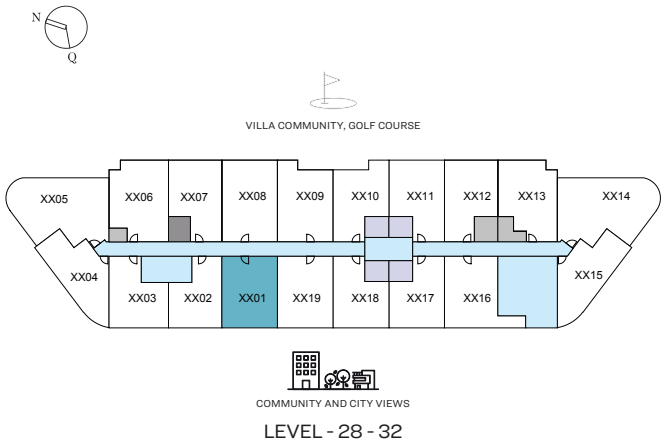 N
Q
VILLA COMMUNITY, GOLF COURSE
XX05
XX06
XX07
XX08
XX09
XX10
XX11
XX12
XX13
XX14
XX04
XX03
XX02
XX01
XX19
XX18
XX17
XX16
XX15
COMMUNITY AND CITY VIEWS
LEVEL - 28 - 32